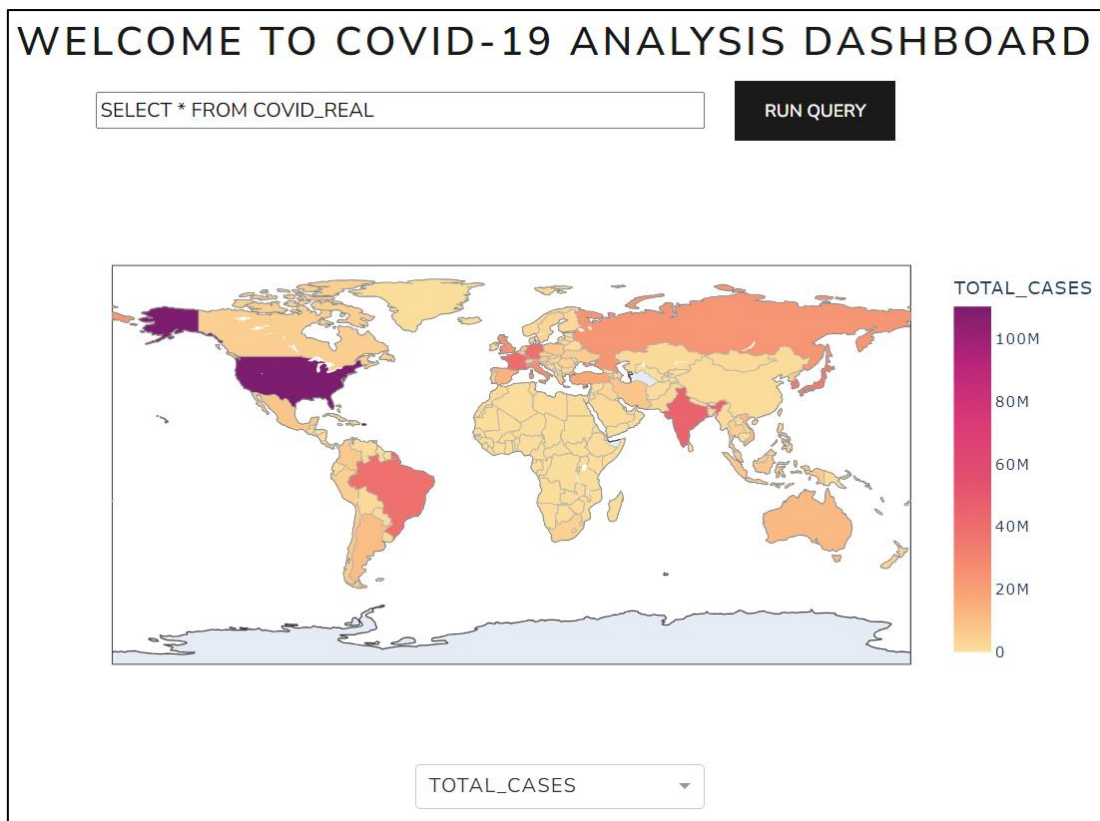 WELCOME TO COVID-19 ANALYSIS DASHBOARD
SELECT * FROM COVID_REAL
RUN QUERY
TOTAL_CASES
100M
80M
60M
40M
20M
0
TOTAL_CASES